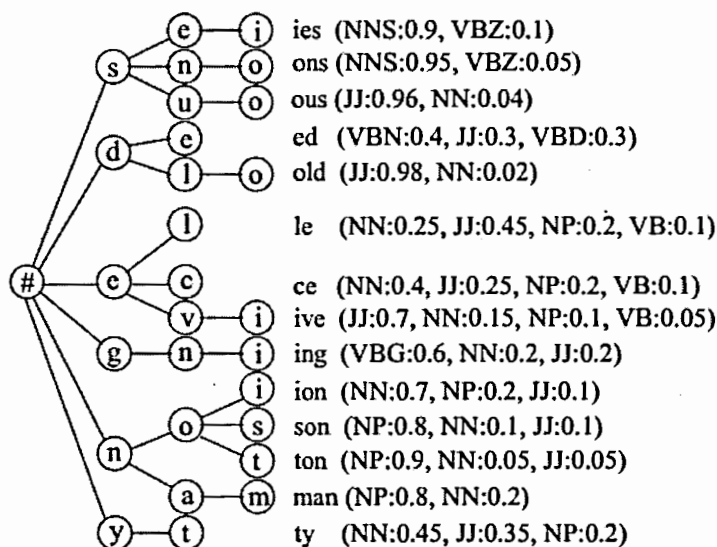 e i ies (NNS:0.9, VBZ:0.1)
s n o ons (NNS:0.95, VBZ:0.05)
u o ous (JJ:0.96, NN:0.04)
d e ed (VBN:0.4, JJ:0.3, VBD:0.3)
l o old (JJ:0.98, NN:0.02)
l le (NN:0.25, JJ:0.45, NP:0.2, VB:0.1)
# e c ce (NN:0.4, JJ:0.25, NP:0.2, VB:0.1)
v i ive (JJ:0.7, NN:0.15, NP:0.1, VB:0.05)
g n i ing (VBG:0.6, NN:0.2, JJ:0.2)
i ion (NN:0.7, NP:0.2, JJ:0.1)
n o s son (NP:0.8, NN:0.1, JJ:0.1)
t ton (NP:0.9, NN:0.05, JJ:0.05)
a m man (NP:0.8, NN:0.2)
y t ty (NN:0.45, JJ:0.35, NP:0.2)